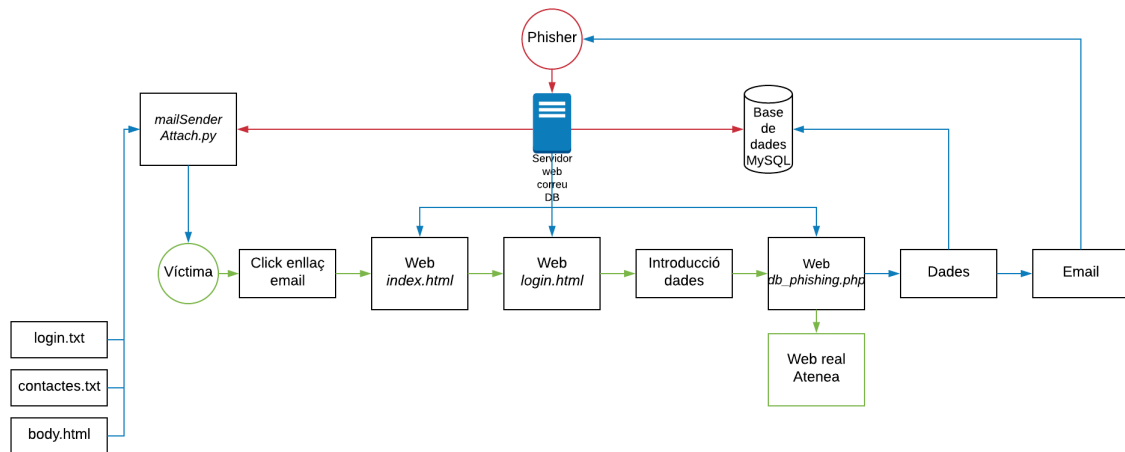 Phisher
mailSender
Attach.py
Servidor
web
correu
DB
Base
de
dades
MySQL
Víctima
Click enllaç
email
Web
index.html
Web
login.html
Introducció
dades
Web
db_phishing.php
Dades
Email
Web real
Atenea
login.txt
contactes.txt
body.html